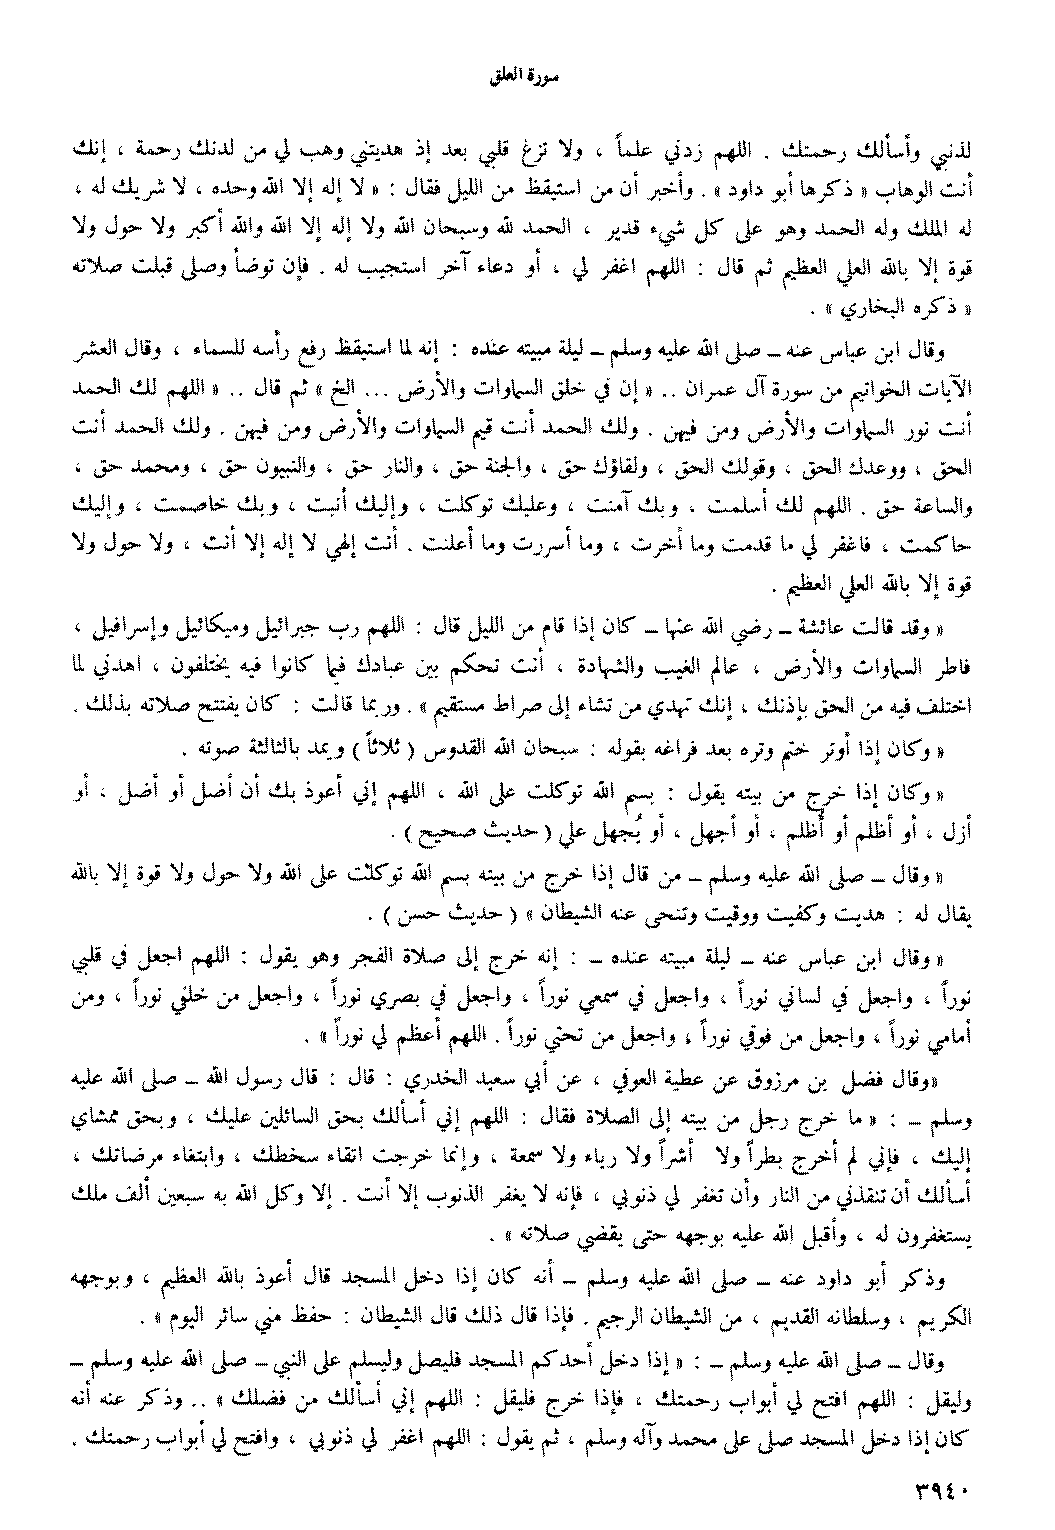 سورة العلق
لذنبي وأسألك رحمتك . اللهم زدني علماً ، ولا تزغ قلبي بعد إذ هديتني وهب لي من لدنك رحمة ، إنك
أنت الوهاب « ذكرها أبو داود » . وأخبر أن من استيقظ من الليل فقال : « لا إله إلا الله وحده ، لا شريك له ،
له الملك وله الحمد وهو على كل شيء قدير ، الحمد لله وسبحان الله ولا إله إلا الله والله أكبر ولا حول ولا
قوة إلا بالله العلي العظيم ثم قال : اللهم اغفر لي ، أو دعاء آخر استجيب له . فإن توضأ وصلى قبلت صلاته
« ذكره البخاري » .
وقال ابن عباس عنه ــ صلى الله عليه وسلم ــ ليلة مبيته عنده : إنه لما استيقظ رفع رأسه للسماء ، وقال العشر
الآيات الخواتيم من سورة آل عمران .. « إن في خلق السماوات والأرض ... الخ » ثم قال .. « اللهم لك الحمد
أنت نور السماوات والأرض ومن فيهن . ولك الحمد أنت قيم السماوات والأرض ومن فيهن . ولك الحمد أنت
الحق ، ووعدك الحق ، وقولك الحق ، ولقاؤك حق ، والجنة حق ، والنار حق ، والنبيون حق ، ومحمد حق ،
والساعة حق . اللهم لك أسلمت ، وبك آمنت ، وعليك توكلت ، وإليك أنبت ، وبك خاصمت ، وإليك
حاكمت ، فاغفر لي ما قدمت وما أخرت ، وما أسررت وما أعلنت . أنت إلهي لا إله إلا أنت ، ولا حول ولا
قوة إلا بالله العلي العظيم .
« وقد قالت عائشة ــ رضي الله عنها ــ كان إذا قام من الليل قال : اللهم رب جبرائيل وميكائيل وإسرافيل ،
فاطر السماوات والأرض ، عالم الغيب والشهادة ، أنت تحكم بين عبادك فيما كانوا فيه يختلفون ، اهدني لما
اختلف فيه من الحق بإذنك ، إنك تهدي من تشاء إلى صراط مستقيم » . وربما قالت : كان يفتتح صلاته بذلك .
« وكان إذا أوتر ختم وتره بعد فراغه بقوله : سبحان الله القدوس ( ثلاثاً ) ويمد بالثالثة صوته .
« وكان إذا خرج من بيته يقول : بسم الله توكلت على الله ، اللهم إني أعوذ بك أن أضل أو أضل ، أو
أزل ، أو أظلم أو أُظلم ، أو أجهل ، أو يُجهل علي ( حديث صحيح ) .
« وقال ــ صلى الله عليه وسلم ــ من قال إذا خرج من بيته بسم الله توكلت على الله ولا حول ولا قوة إلا بالله
يقال له : هديت وكفيت ووقيت وتنحى عنه الشيطان » ( حديث حسن ) .
« وقال ابن عباس عنه ــ ليلة مبيته عنده ــ : إنه خرج إلى صلاة الفجر وهو يقول : اللهم اجعل في قلبي
نوراً ، واجعل في لساني نوراً ، واجعل في سمعي نوراً ، واجعل في بصري نوراً ، واجعل من خلفي نوراً ، ومن
أمامي نوراً ، واجعل من فوقي نوراً ، واجعل من تحتي نوراً . اللهم أعظم لي نوراً » .
«وقال فضل بن مرزوق عن عطية العوفي ، عن أبي سعيد الخدري : قال : قال رسول الله ــ صلى الله عليه
وسلم ــ : « ما خرج رجل من بيته إلى الصلاة فقال : اللهم إني أسألك بحق السائلين عليك ، وبحق ممشاي
إليك ، فإني لم أخرج بطراً ولا أشراً ولا رياء ولا سمعة ، وإنما خرجت اتقاء سخطك ، وابتغاء مرضاتك ،
أسألك أن تنقذني من النار وأن تغفر لي ذنوبي ، فإنه لا يغفر الذنوب إلا أنت . إلا وكل الله به سبعين ألف ملك
يستغفرون له ، وأقبل الله عليه بوجهه حتى يقضي صلاته » .
وذكر أبو داود عنه ــ صلى الله عليه وسلم ــ أنه كان إذا دخل المسجد قال أعوذ بالله العظيم ، وبوجهه
الكريم ، وسلطانه القديم ، من الشيطان الرجيم . فإذا قال ذلك قال الشيطان : حفظ مني سائر اليوم » .
وقال ــ صلى الله عليه وسلم ــ : « إذا دخل أحدكم المسجد فليصل وليسلم على النبي ــ صلى الله عليه وسلم ــ
وليقل : اللهم افتح لي أبواب رحمتك ، فإذا خرج فليقل : اللهم إني أسألك من فضلك » .. وذكر عنه أنه
كان إذا دخل المسجد صلى على محمد وآله وسلم ، ثم يقول : اللهم اغفر لي ذنوبي ، وافتح لي أبواب رحمتك .
٣٩٤٠